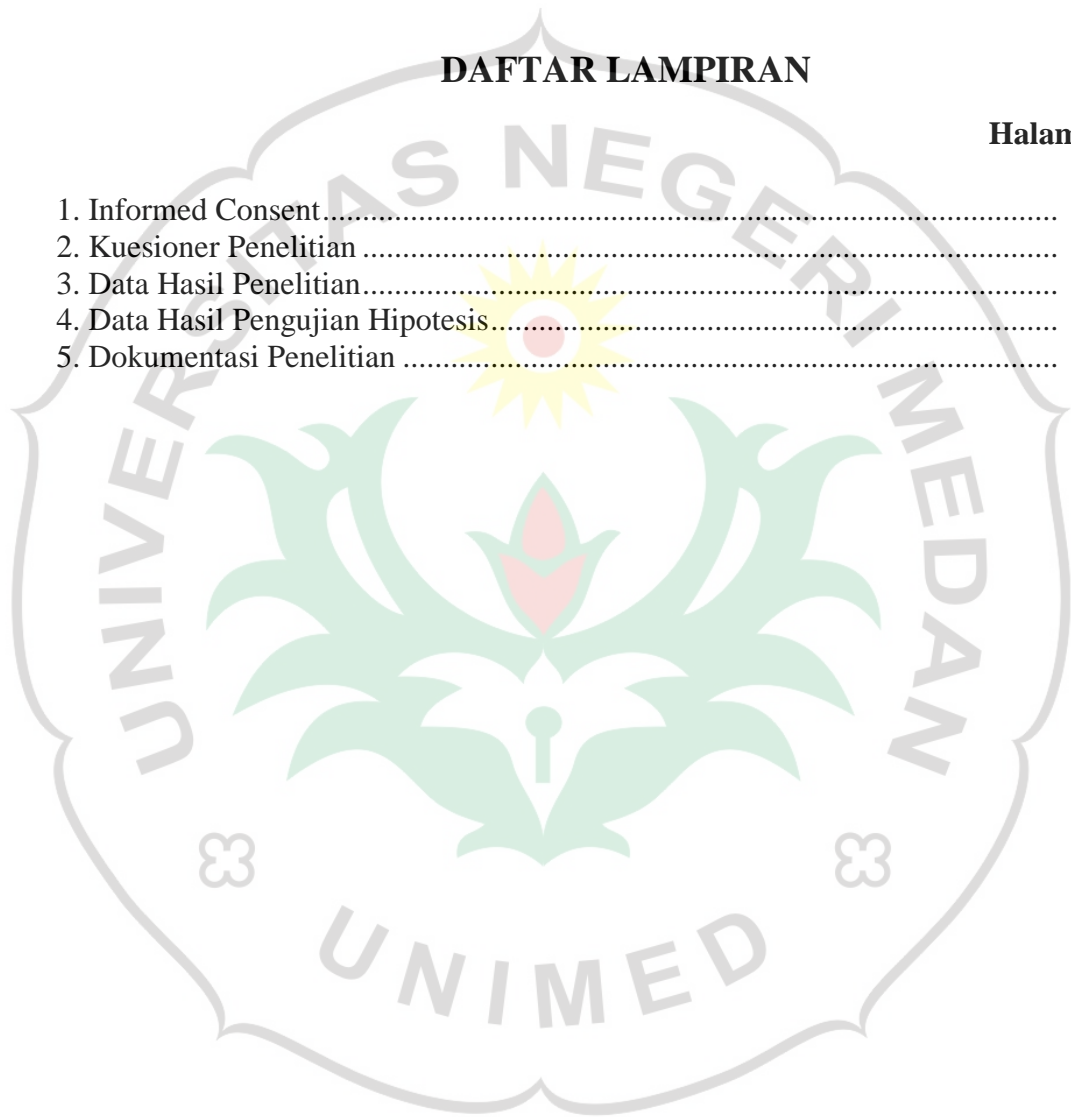 DAFTAR LAMPIRAN
Halam
1. Informed Consent............................................................................................
2. Kuesioner Penelitian .......................................................................................
3. Data Hasil Penelitian.......................................................................................
4. Data Hasil Pengujian Hipotesis.......................................................................
5. Dokumentasi Penelitian ..................................................................................
UNIVERSITAS NEGERI MEDAN
UNIMED